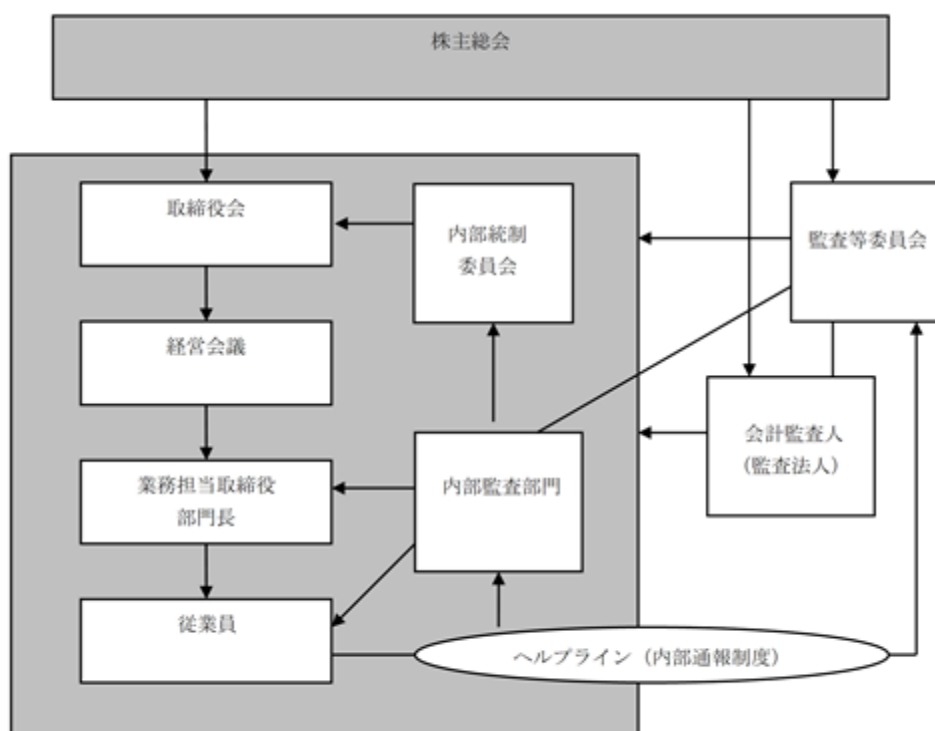 株主総会
取締役会
内部統制
委員会
監査等委員会
経営会議
会計監査人
（監査法人）
業務担当取締役
部門長
内部監査部門
従業員
ヘルプライン（内部通報制度）